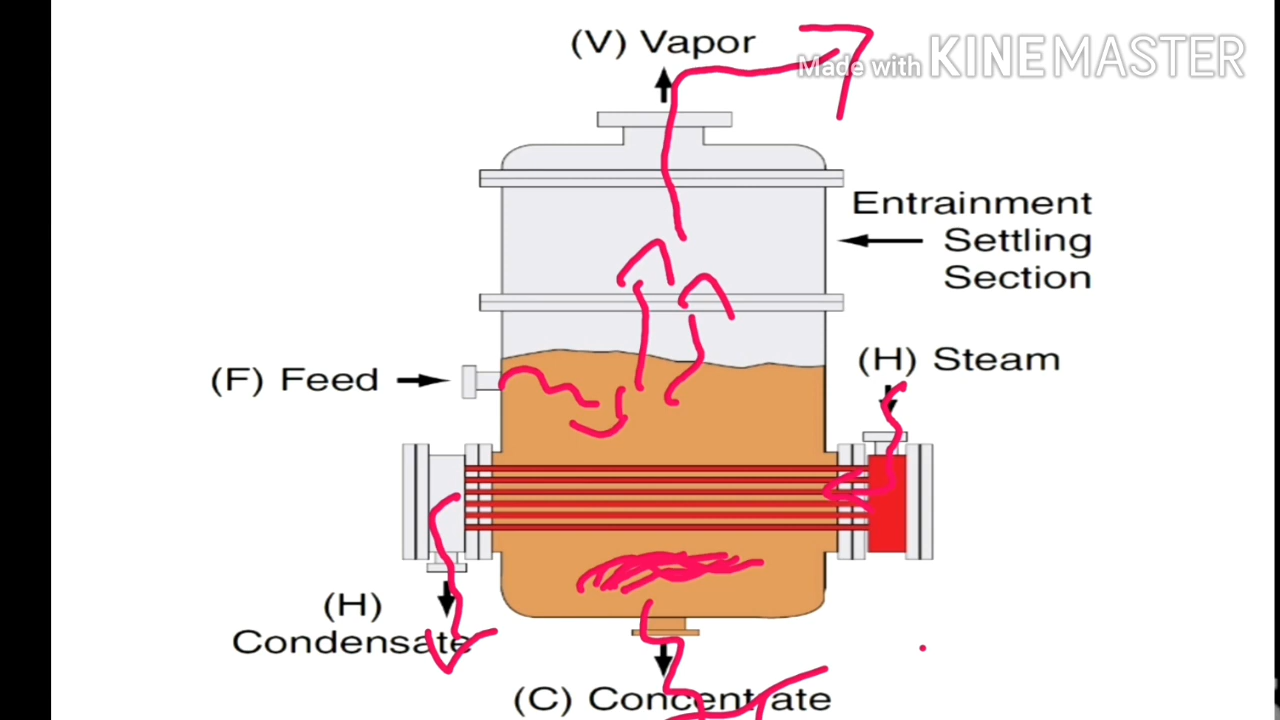 (V) Vapor
Made with KINEMASTER
Entrainment
Settling
Section
(F) Feed
(H) Steam
(H)
Condensate
(C) Concentrate